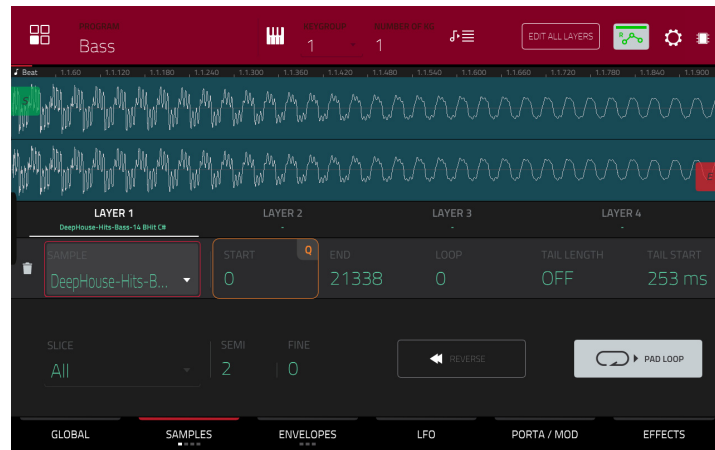 PROGRAM
Bass
KEYGROUP
1
NUMBER OF KG
1
EDIT ALL LAYERS
Beat 1.1.60 1.1.120 1.1.180 1.1.240 1.1.300 1.1.360 1.1.420 1.1.480 1.1.540 1.1.600 1.1.660 1.1.720 1.1.780 1.1.840 1.1.900
S
E
LAYER 1 LAYER 2 LAYER 3 LAYER 4
DeepHouse-Hits-Bass-14 BHit C# - - -
SAMPLE START Q END LOOP TAIL LENGTH TAIL START
DeepHouse-Hits-B... 0 21338 0 OFF 253 ms
SLICE SEMI FINE
All 2 0
REVERSE
PAD LOOP
GLOBAL SAMPLES ENVELOPES LFO PORTA / MOD EFFECTS